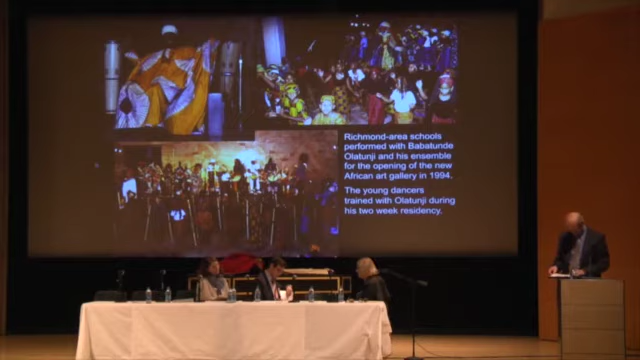 Richmond-area schools
performed with Babatunde
Olatunji and his ensemble
for the opening of the new
African art gallery in 1994.
The young dancers
trained with Olatunji during
his two week residency.